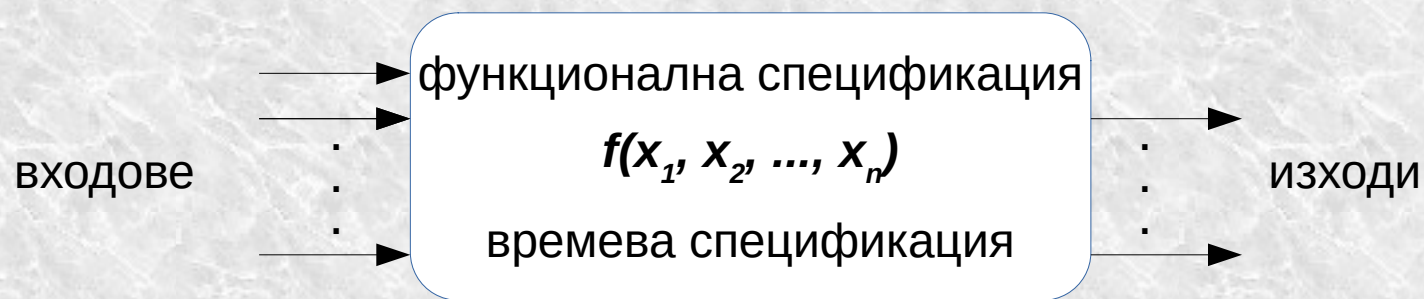 функционална спецификация
входове
f(x1, x2, ..., xn)
изходи
времева спецификация